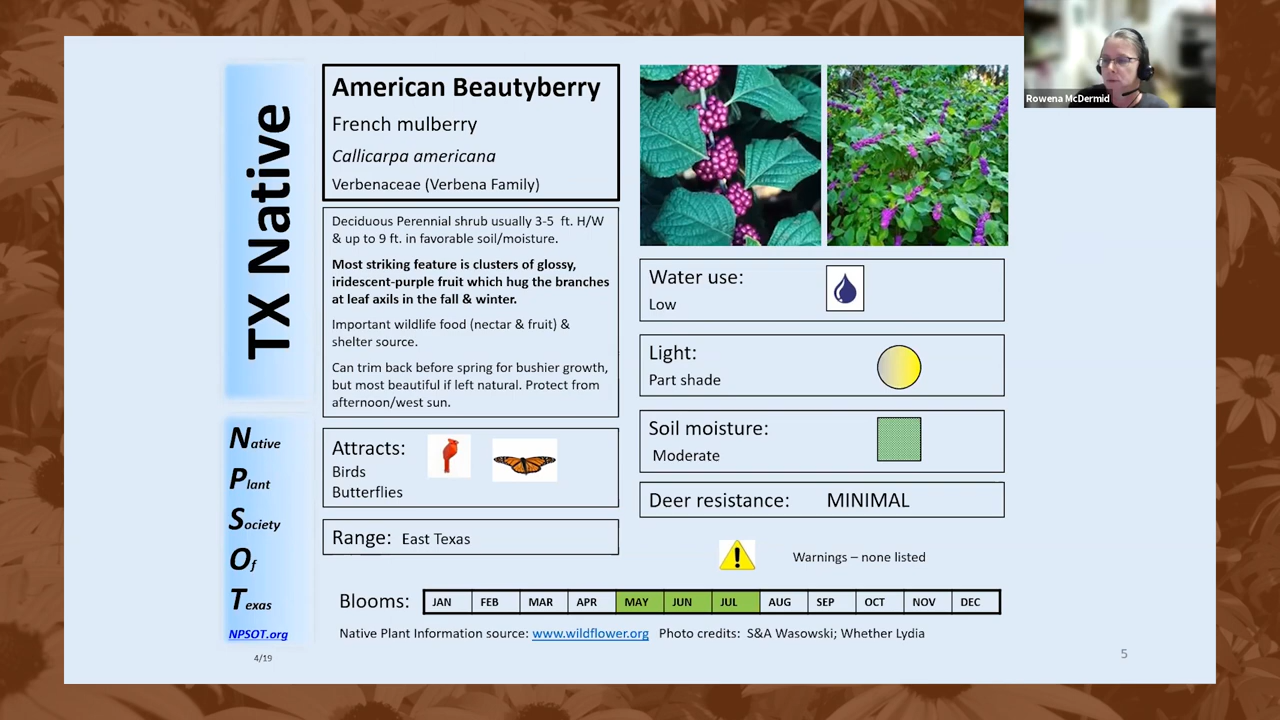 Rowena McDermid
TX Native
American Beautyberry
French mulberry
Callicarpa americana
Verbenaceae (Verbena Family)
Deciduous Perennial shrub usually 3-5 ft. H/W
& up to 9 ft. in favorable soil/moisture.
Most striking feature is clusters of glossy,
iridescent-purple fruit which hug the branches
at leaf axils in the fall & winter.
Important wildlife food (nectar & fruit) &
shelter source.
Can trim back before spring for bushier growth,
but most beautiful if left natural. Protect from
afternoon/west sun.
Attracts:
Birds
Butterflies
Range: East Texas
Water use:
Low
Light:
Part shade
Soil moisture:
Moderate
Deer resistance: MINIMAL
Warnings – none listed
Native
Plant
Society
Of
Texas
NPSOT.org
4/19
Blooms: JAN FEB MAR APR MAY JUN JUL AUG SEP OCT NOV DEC
Native Plant Information source: www.wildflower.org Photo credits: S&A Wasowski; Whether Lydia
5